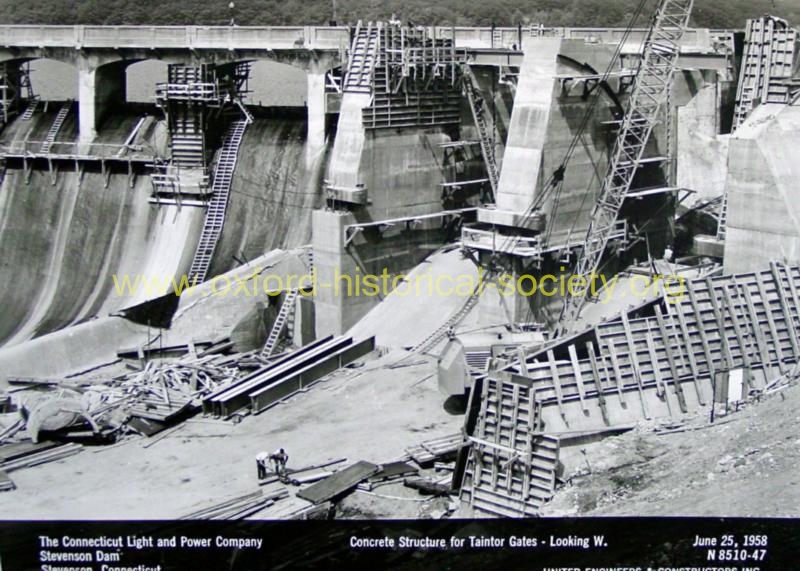 www.oxford-historical-society.org
The Connecticut Light and Power Company
Stevenson Dam
Stevenson, Connecticut
Concrete Structure for Taintor Gates - Looking W.
June 25, 1958
N 8510-47
UNITED ENGINEERS & CONSTRUCTORS INC.